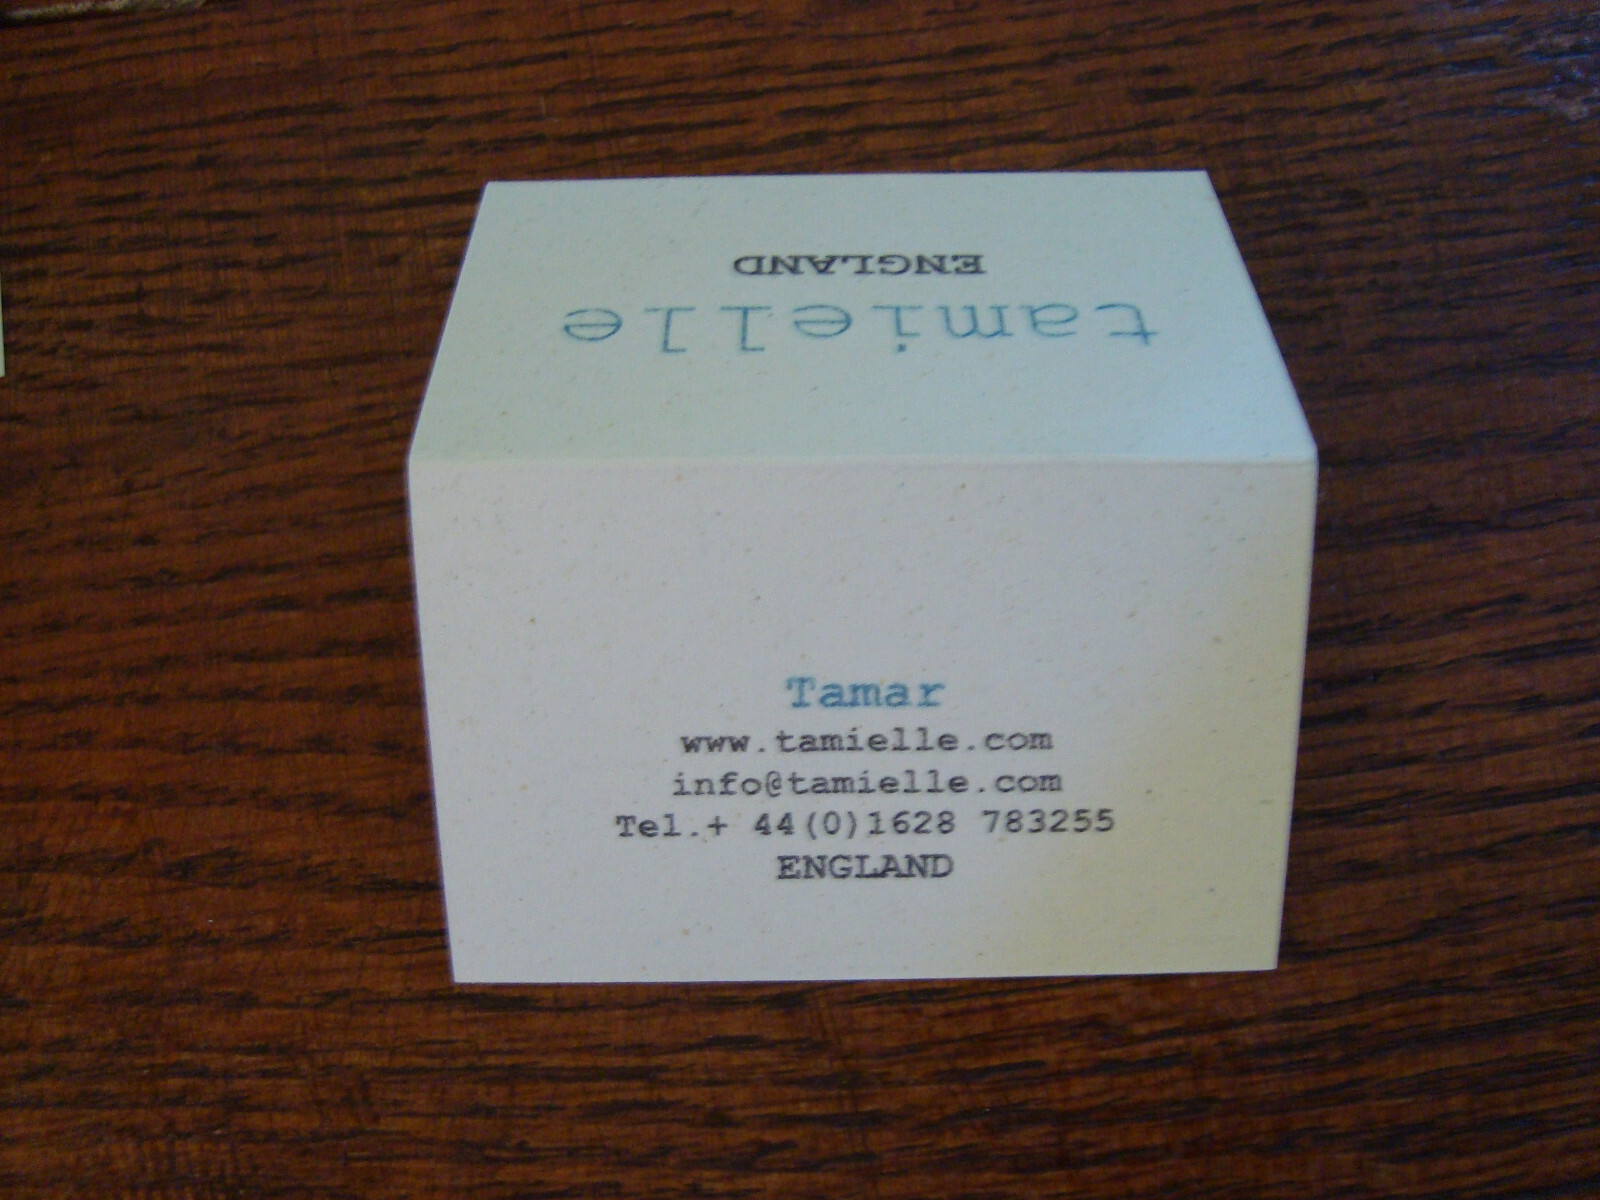 ENGLAND
tamielle
Tamar
www.tamielle.com
info@tamielle.com
Tel.+ 44(0)1628 783255
ENGLAND